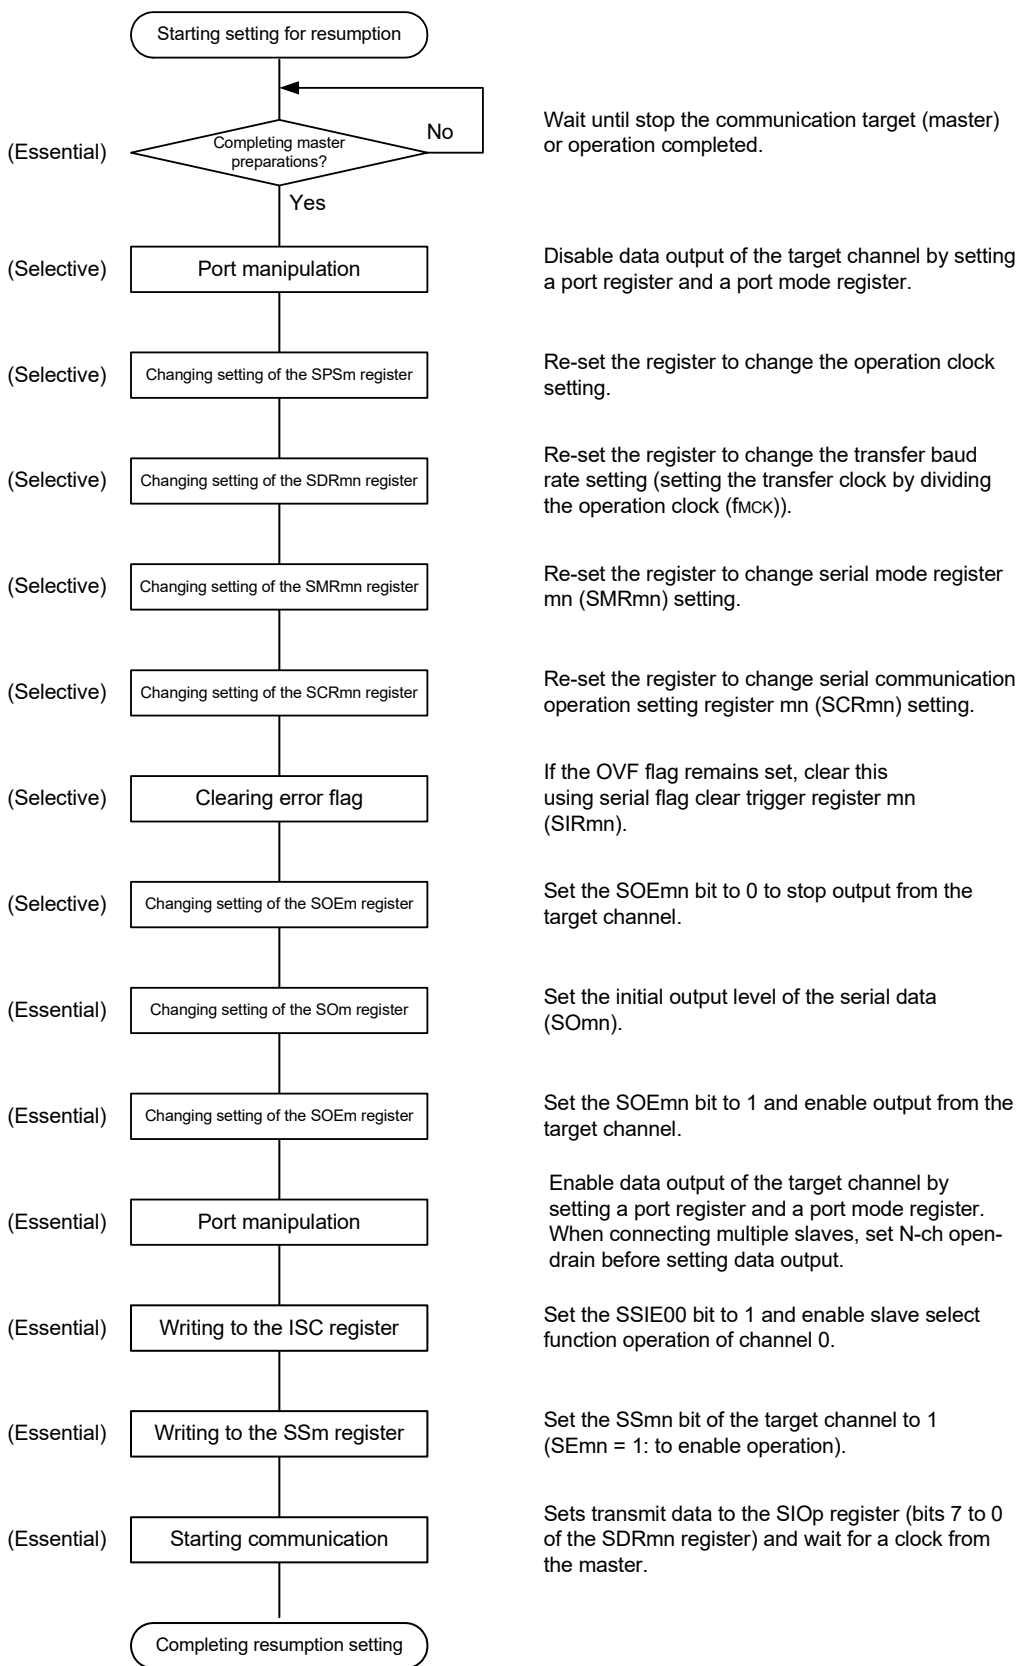 Starting setting for resumption
(Essential)
Completing master
preparations?
No
Yes
Wait until stop the communication target (master)
or operation completed.
(Selective)
Port manipulation
Disable data output of the target channel by setting
a port register and a port mode register.
(Selective)
Changing setting of the SPSm register
Re-set the register to change the operation clock
setting.
(Selective)
Changing setting of the SDRmn register
Re-set the register to change the transfer baud
rate setting (setting the transfer clock by dividing
the operation clock (fMCK)).
(Selective)
Changing setting of the SMRmn register
Re-set the register to change serial mode register
mn (SMRmn) setting.
(Selective)
Changing setting of the SCRmn register
Re-set the register to change serial communication
operation setting register mn (SCRmn) setting.
(Selective)
Clearing error flag
If the OVF flag remains set, clear this
using serial flag clear trigger register mn
(SIRmn).
(Selective)
Changing setting of the SOEm register
Set the SOEmn bit to 0 to stop output from the
target channel.
(Essential)
Changing setting of the SOm register
Set the initial output level of the serial data
(SOmn).
(Essential)
Changing setting of the SOEm register
Set the SOEmn bit to 1 and enable output from the
target channel.
(Essential)
Port manipulation
Enable data output of the target channel by
setting a port register and a port mode register.
When connecting multiple slaves, set N-ch open-
drain before setting data output.
(Essential)
Writing to the ISC register
Set the SSIE00 bit to 1 and enable slave select
function operation of channel 0.
(Essential)
Writing to the SSm register
Set the SSmn bit of the target channel to 1
(SEmn = 1: to enable operation).
(Essential)
Starting communication
Sets transmit data to the SIOp register (bits 7 to 0
of the SDRmn register) and wait for a clock from
the master.
Completing resumption setting